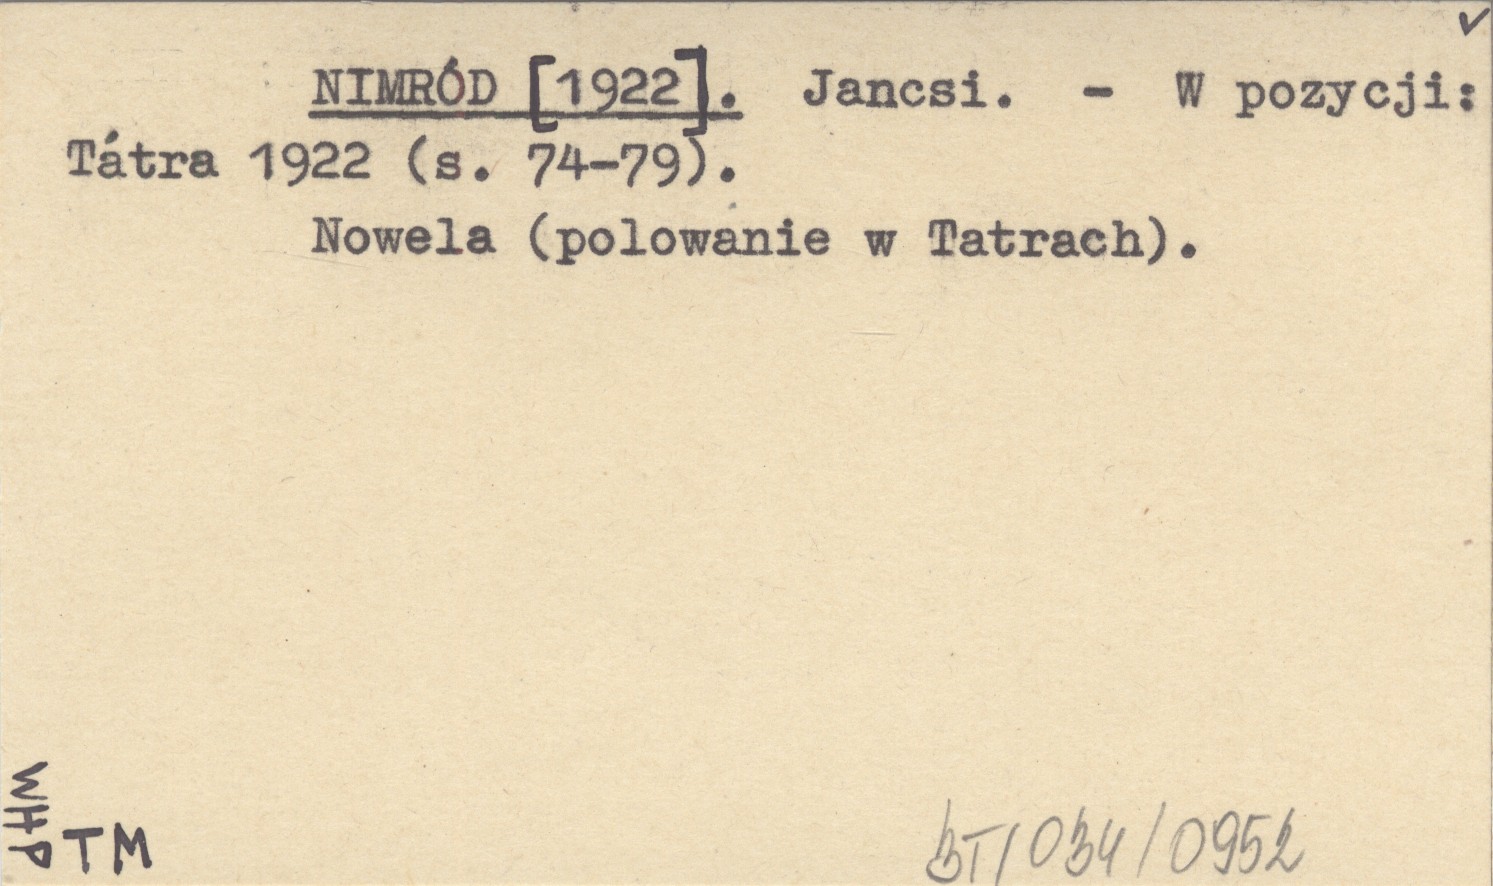 NIMRÓD [1922]. Jancsi. - W pozycji:
Tátra 1922 (s. 74-79).
Nowela (polowanie w Tatrach).
WHP
TM
BT/034/0952